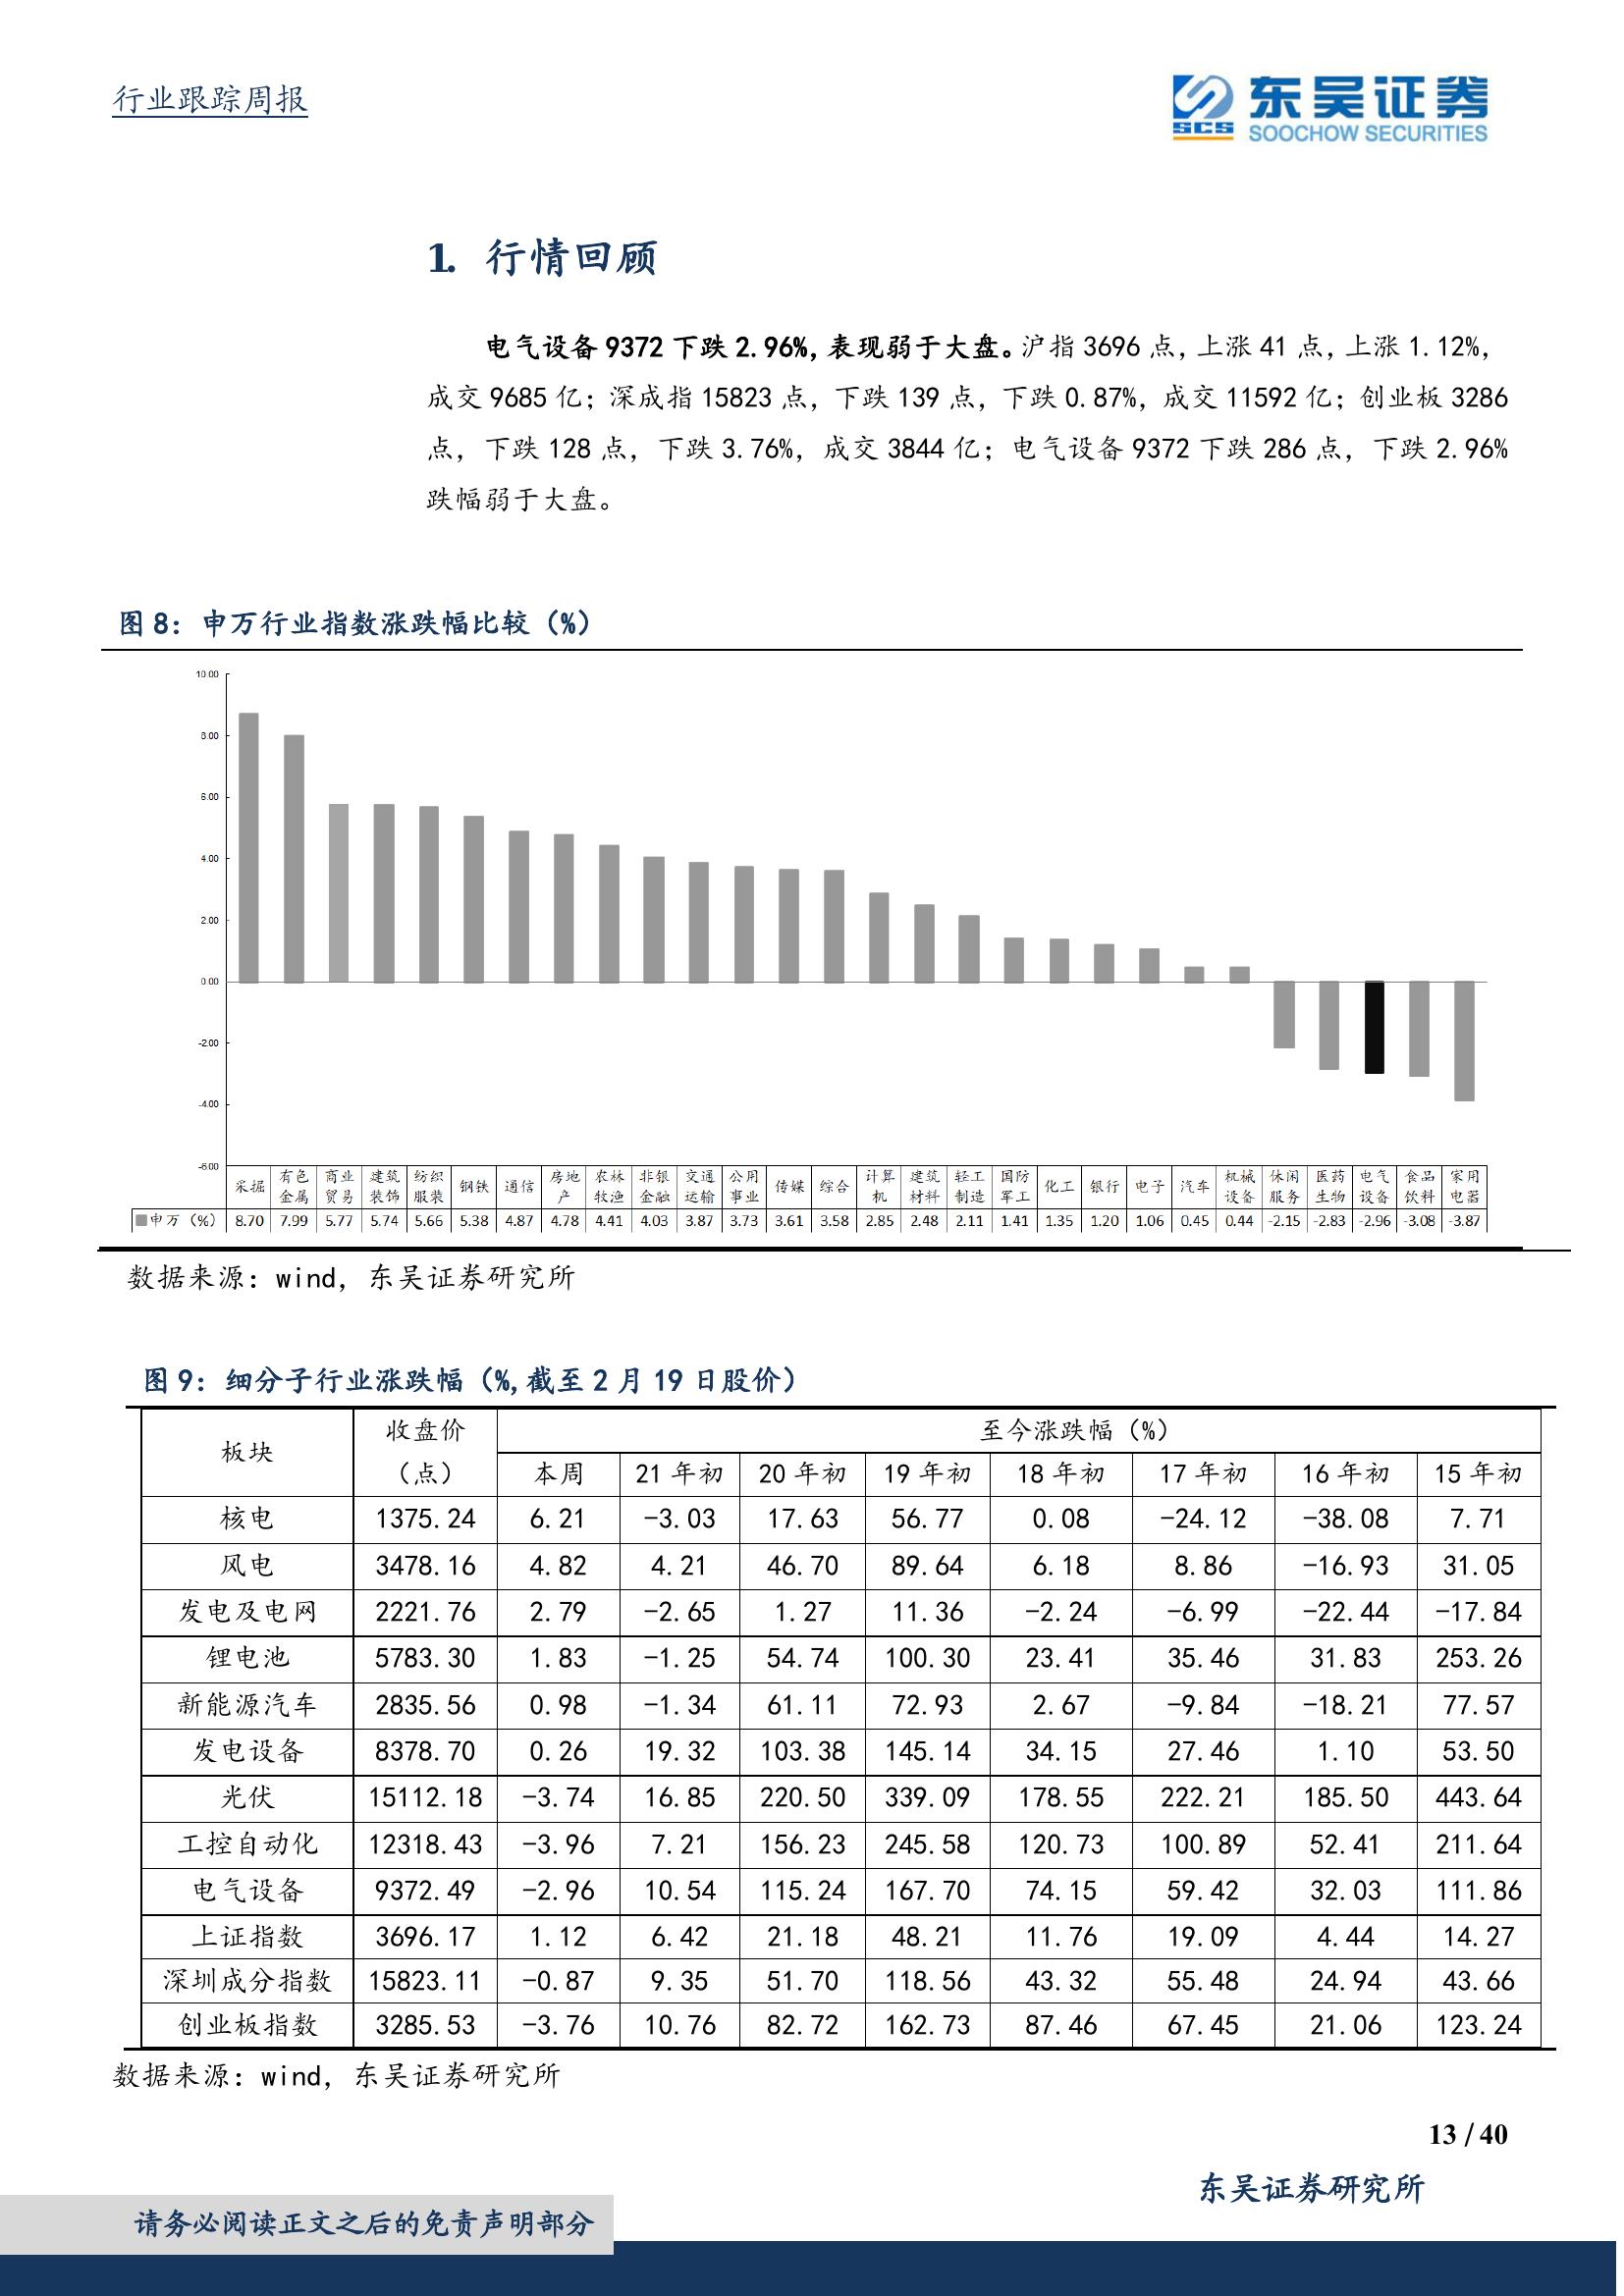 行业跟踪周报
SCS 东吴证券
SOOCHOW SECURITIES
1. 行情回顾
电气设备 9372 下跌 2.96%, 表现弱于大盘。沪指 3696 点, 上涨 41 点, 上涨 1.12%,
成交 9685 亿; 深成指 15823 点, 下跌 139 点, 下跌 0.87%, 成交 11592 亿; 创业板 3286
点, 下跌 128 点, 下跌 3.76%, 成交 3844 亿; 电气设备 9372 下跌 286 点, 下跌 2.96%
跌幅弱于大盘。
图 8: 申万行业指数涨跌幅比较 (%)
10.00
8.00
6.00
4.00
2.00
0.00
-2.00
-4.00
-6.00
采掘 有色金属 商业贸易 建筑装饰 纺织服装 钢铁 通信 房地产 农林牧渔 非银金融 交通运输 公用事业 传媒 综合 计算机 建筑材料 轻工制造 国防军工 化工 银行 电子 汽车 机械设备 休闲服务 医药生物 电气设备 食品饮料 家用电器
申万 (%) 8.70 7.99 5.77 5.74 5.66 5.38 4.87 4.78 4.41 4.03 3.87 3.73 3.61 3.58 2.85 2.48 2.11 1.41 1.35 1.20 1.06 0.45 0.44 -2.15 -2.83 -2.96 -3.08 -3.87
数据来源: wind, 东吴证券研究所
图 9: 细分子行业涨跌幅 (%, 截至 2 月 19 日股价)
板块 收盘价 (点) 至今涨跌幅 (%)
本周 21 年初 20 年初 19 年初 18 年初 17 年初 16 年初 15 年初
核电 1375.24 6.21 -3.03 17.63 56.77 0.08 -24.12 -38.08 7.71
风电 3478.16 4.82 4.21 46.70 89.64 6.18 8.86 -16.93 31.05
发电及电网 2221.76 2.79 -2.65 1.27 11.36 -2.24 -6.99 -22.44 -17.84
锂电池 5783.30 1.83 -1.25 54.74 100.30 23.41 35.46 31.83 253.26
新能源汽车 2835.56 0.98 -1.34 61.11 72.93 2.67 -9.84 -18.21 77.57
发电设备 8378.70 0.26 19.32 103.38 145.14 34.15 27.46 1.10 53.50
光伏 15112.18 -3.74 16.85 220.50 339.09 178.55 222.21 185.50 443.64
工控自动化 12318.43 -3.96 7.21 156.23 245.58 120.73 100.89 52.41 211.64
电气设备 9372.49 -2.96 10.54 115.24 167.70 74.15 59.42 32.03 111.86
上证指数 3696.17 1.12 6.42 21.18 48.21 11.76 19.09 4.44 14.27
深圳成分指数 15823.11 -0.87 9.35 51.70 118.56 43.32 55.48 24.94 43.66
创业板指数 3285.53 -3.76 10.76 82.72 162.73 87.46 67.45 21.06 123.24
数据来源: wind, 东吴证券研究所
13 / 40
东吴证券研究所
请务必阅读正文之后的免责声明部分